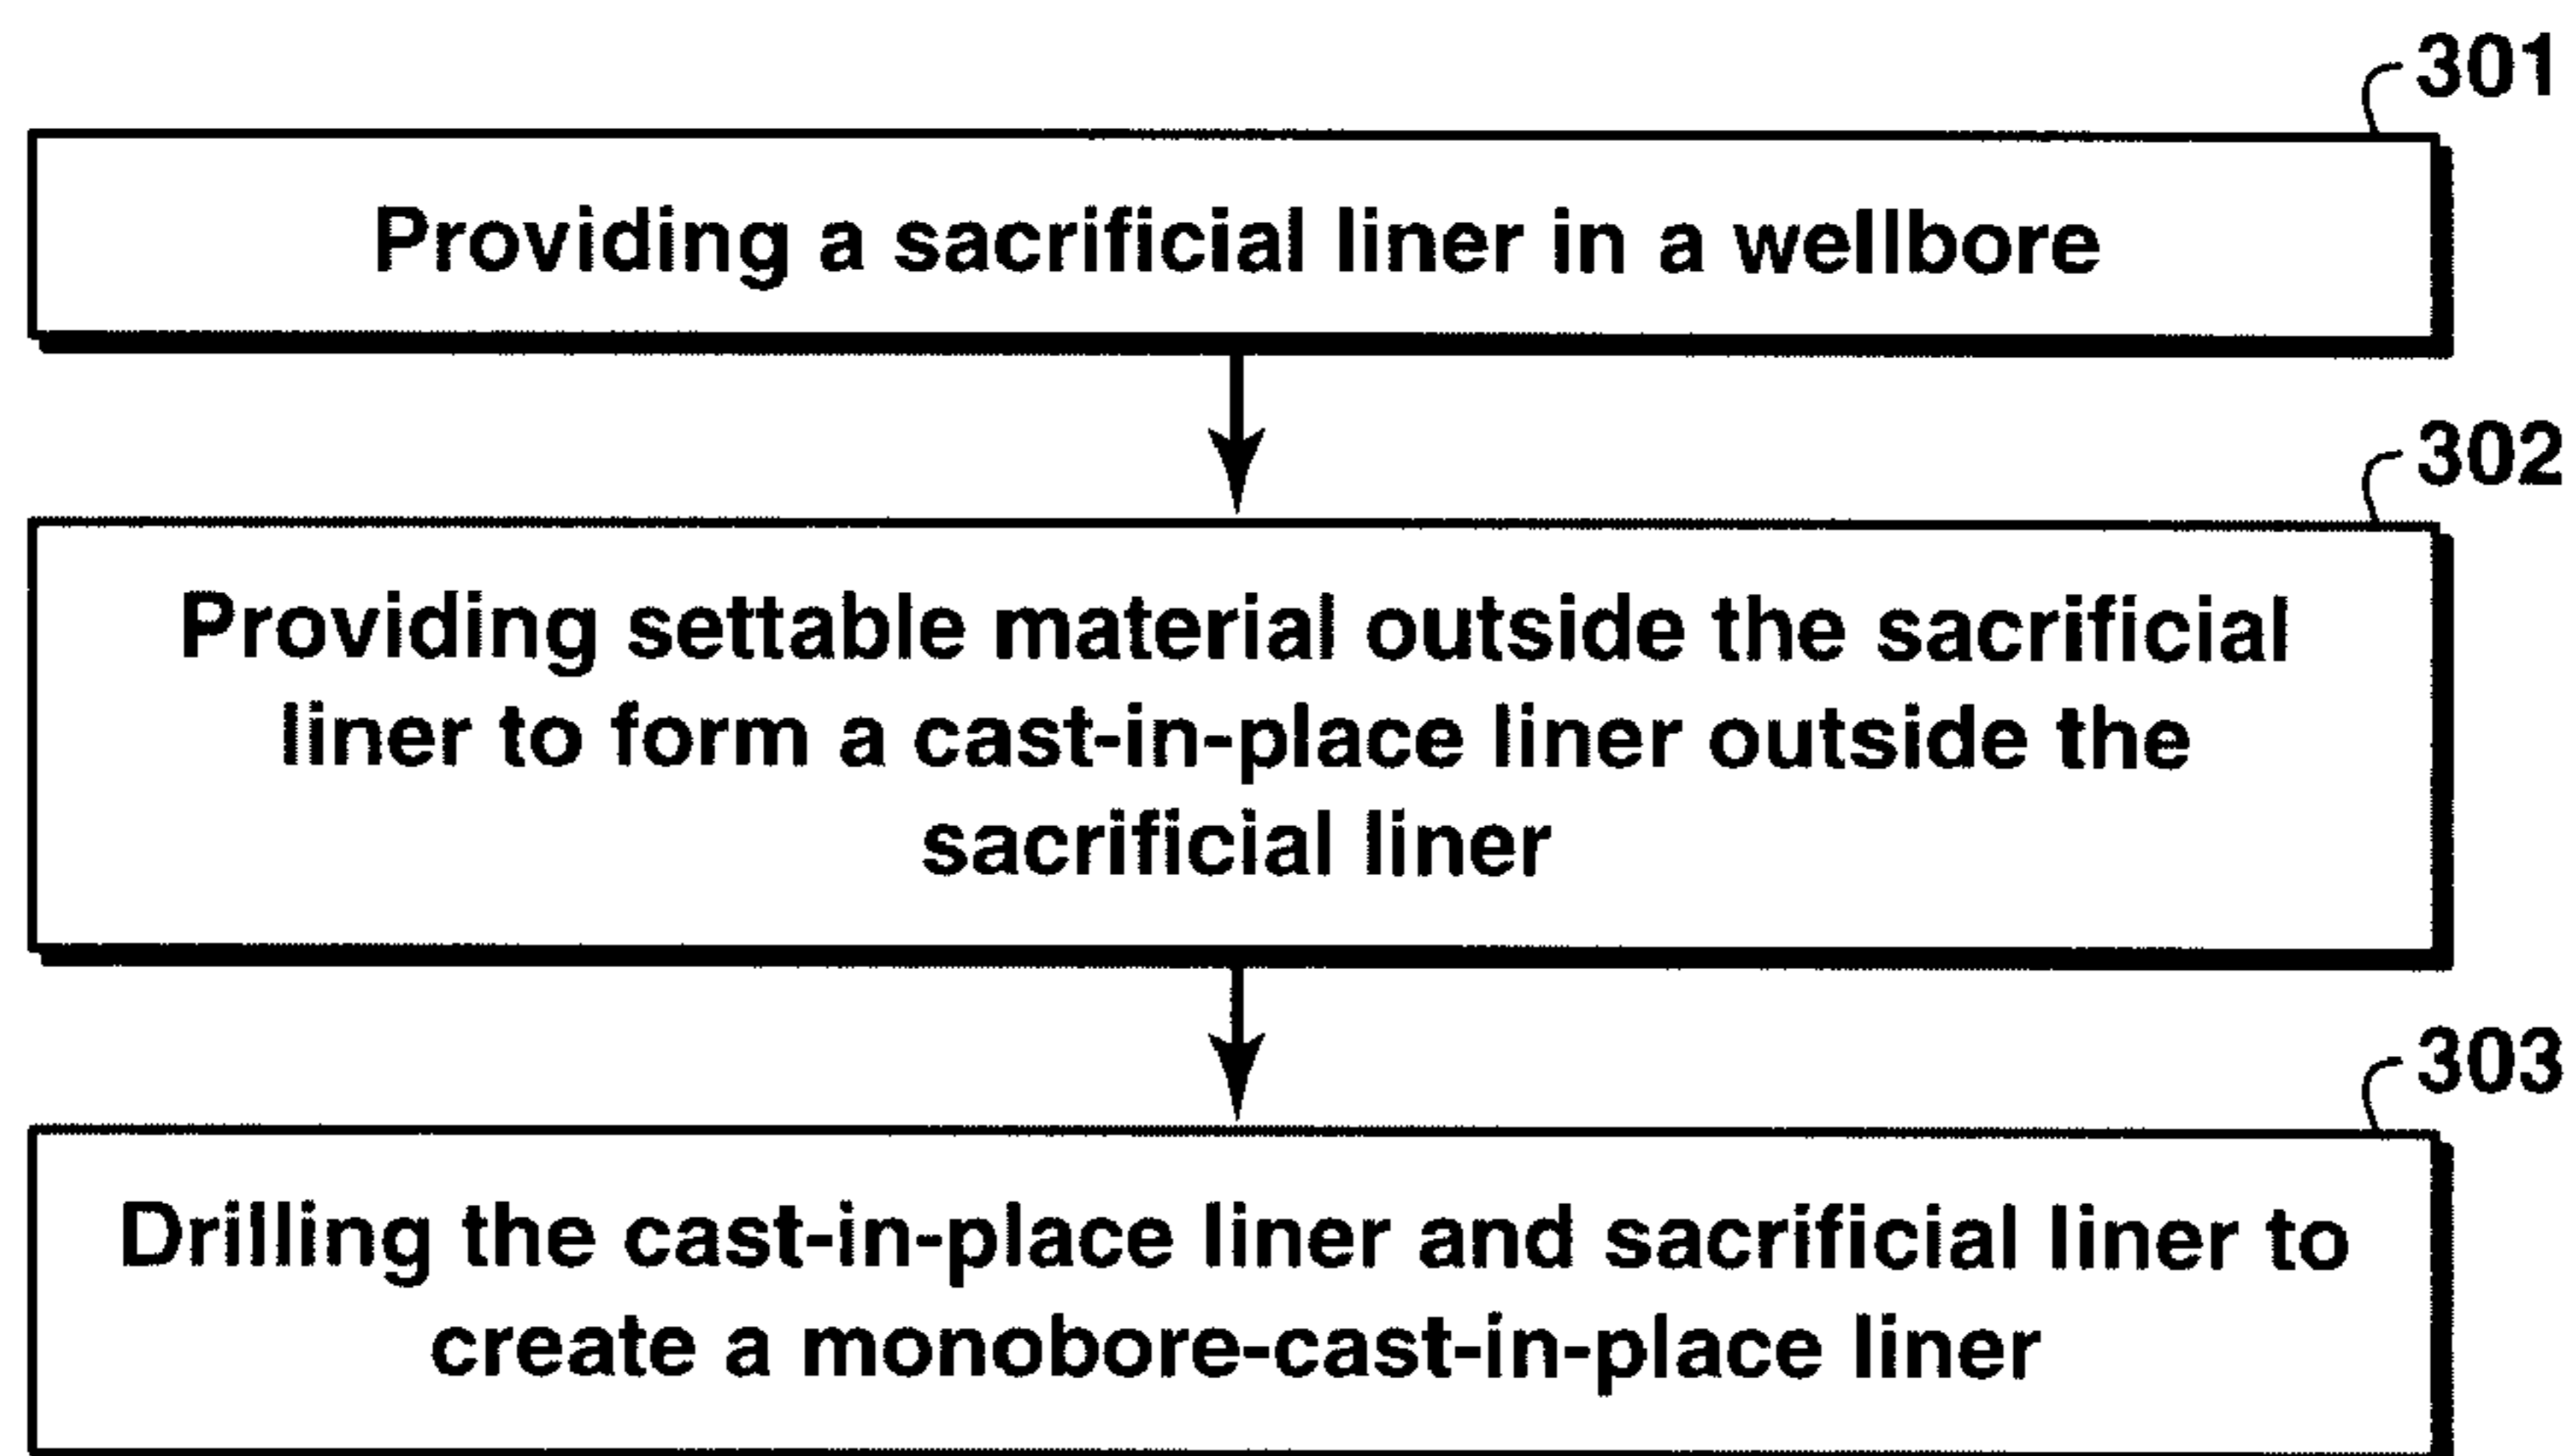 301
Providing a sacrificial liner in a wellbore
302
Providing settable material outside the sacrificial
liner to form a cast-in-place liner outside the
sacrificial liner
303
Drilling the cast-in-place liner and sacrificial liner to
create a monobore-cast-in-place liner